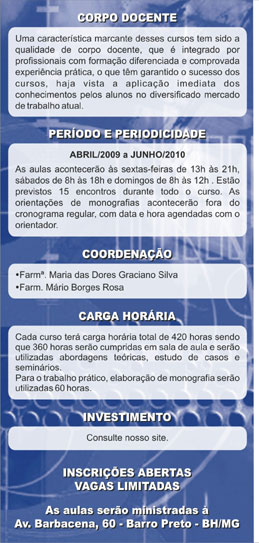 CORPO DOCENTE
Uma característica marcante desses cursos tem sido a
qualidade de corpo docente, que é integrado por
profissionais com formação diferenciada e comprovada
experiência prática, o que têm garantido o sucesso dos
cursos, haja vista a aplicação imediata dos
conhecimentos pelos alunos no diversificado mercado
de trabalho atual.
PERÍODO E PERIODICIDADE
ABRIL/2009 a JUNHO/2010
As aulas acontecerão às sextas-feiras de 13h às 21h,
sábados de 8h às 18h e domingos de 8h às 12h . Estão
previstos 15 encontros durante todo o curso. As
orientações de monografias acontecerão fora do
cronograma regular, com data e hora agendadas com o
orientador.
COORDENAÇÃO
•Farmª. Maria das Dores Graciano Silva
•Farm. Mário Borges Rosa
CARGA HORÁRIA
Cada curso terá carga horária total de 420 horas sendo
que 360 horas serão cumpridas em sala de aula e serão
utilizadas abordagens teóricas, estudo de casos e
seminários.
Para o trabalho prático, elaboração de monografia serão
utilizadas 60 horas.
INVESTIMENTO
Consulte nosso site.
INSCRIÇÕES ABERTAS
VAGAS LIMITADAS
As aulas serão ministradas á
Av. Barbacena, 60 - Barro Preto - BH/MG